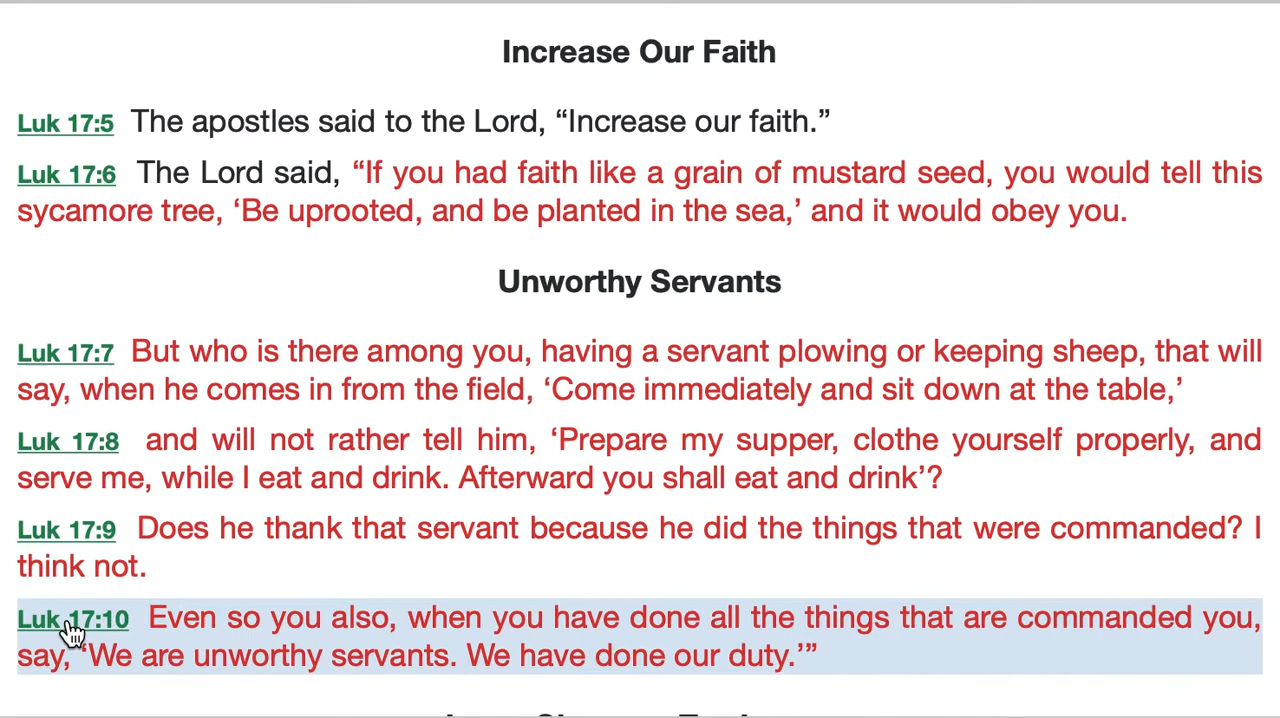 Increase Our Faith
Luk 17:5 The apostles said to the Lord, “Increase our faith.”
Luk 17:6 The Lord said, “If you had faith like a grain of mustard seed, you would tell this
sycamore tree, ‘Be uprooted, and be planted in the sea,’ and it would obey you.
Unworthy Servants
Luk 17:7 But who is there among you, having a servant plowing or keeping sheep, that will
say, when he comes in from the field, ‘Come immediately and sit down at the table,’
Luk 17:8 and will not rather tell him, ‘Prepare my supper, clothe yourself properly, and
serve me, while I eat and drink. Afterward you shall eat and drink’?
Luk 17:9 Does he thank that servant because he did the things that were commanded? I
think not.
Luk 17:10 Even so you also, when you have done all the things that are commanded you,
say, ‘We are unworthy servants. We have done our duty.’”